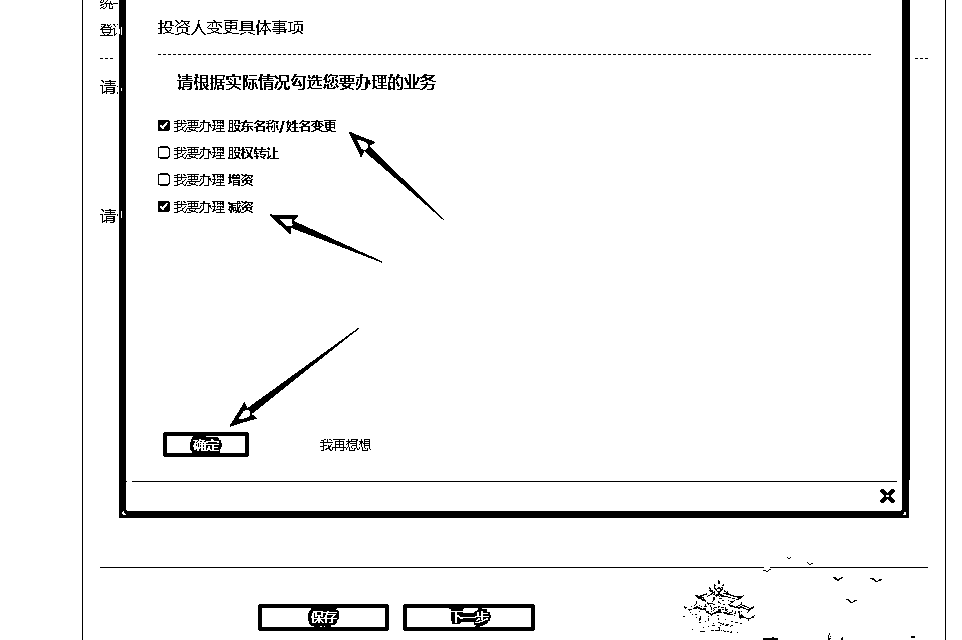 统一
投资人变更具体事项
登
请根据实际情况勾选您要办理的业务
请
我要办理 股东名称/姓名变更
我要办理 股权转让
我要办理 增资
我要办理 减资
请
确定
我再想想
保存
下一步